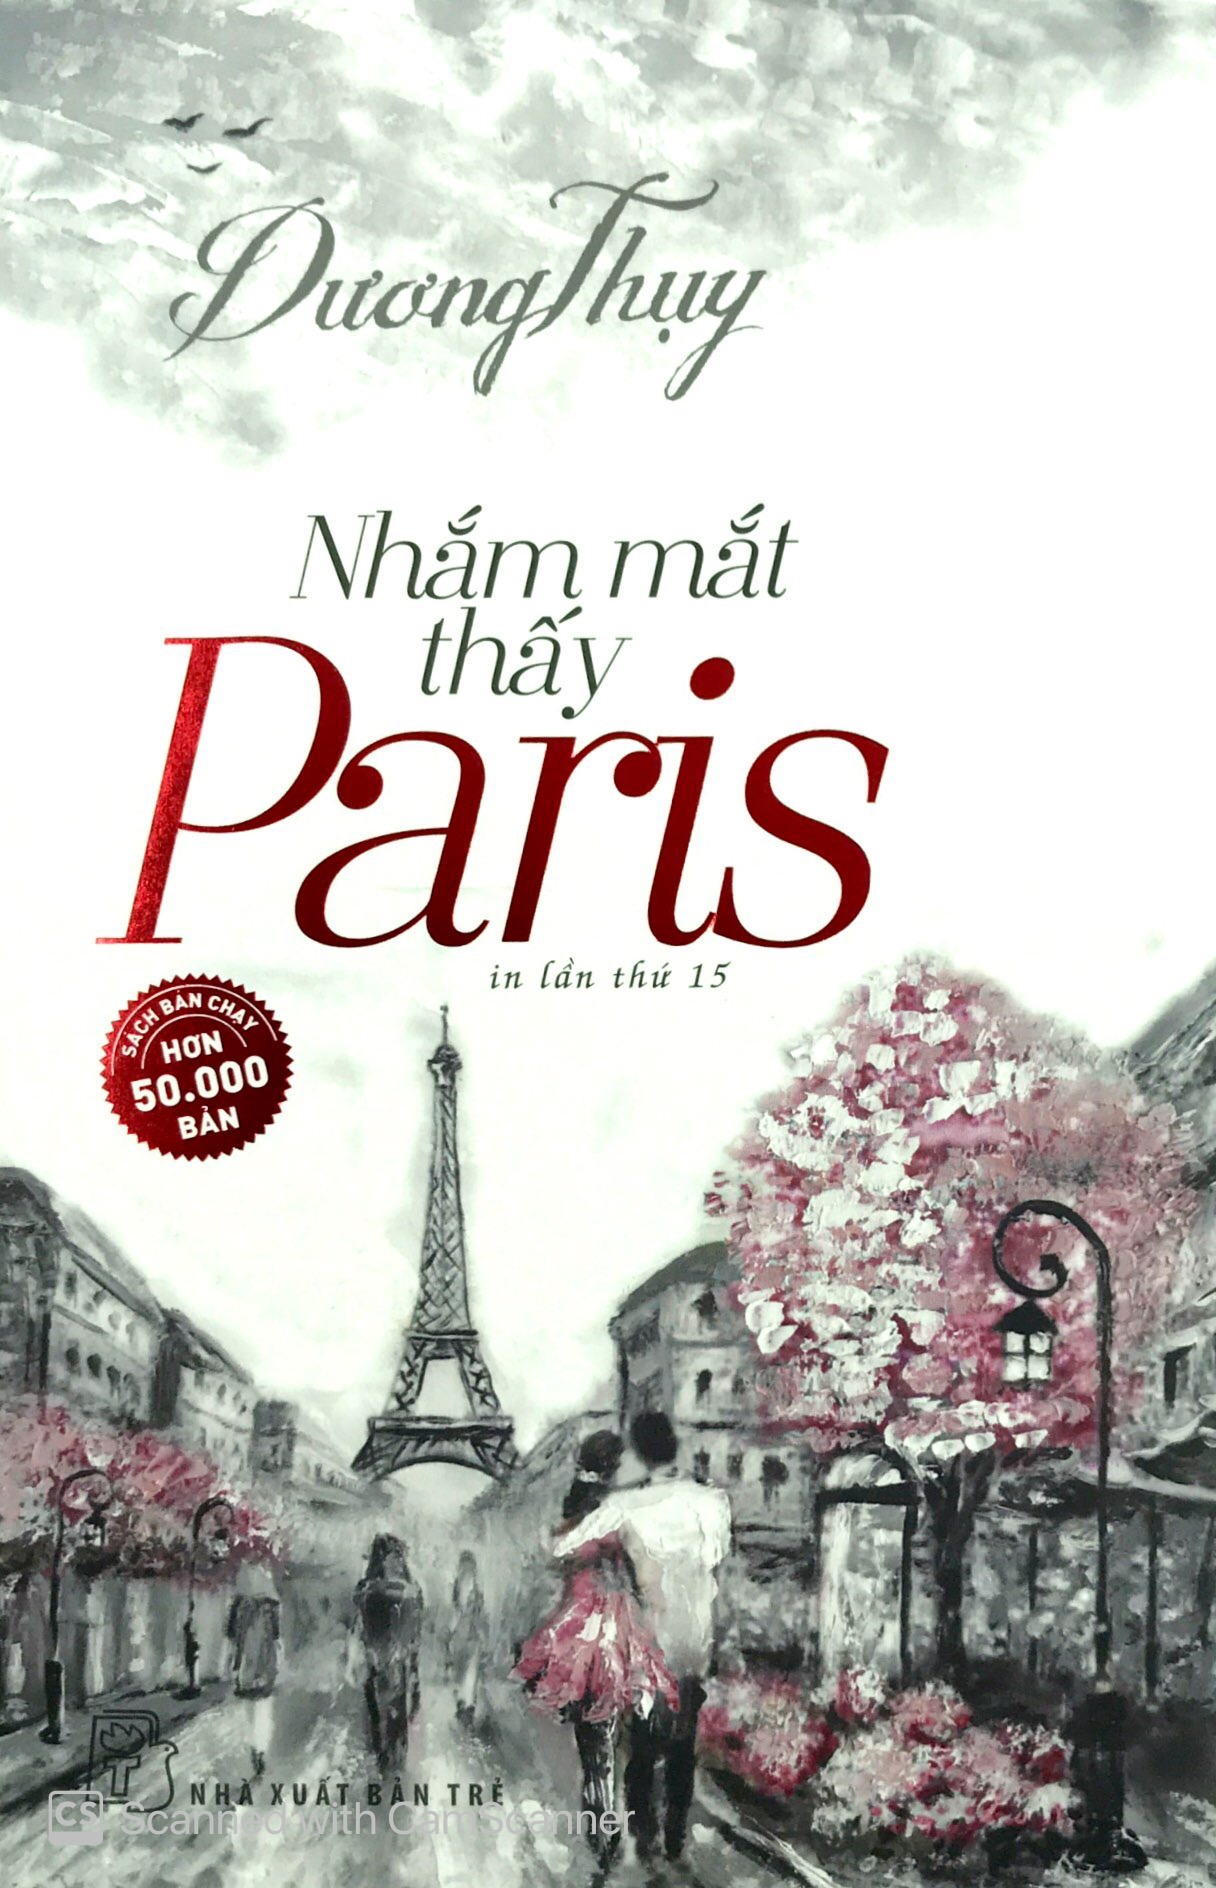 Dương Thụy
Nhắm mắt
thấy
Paris
in lần thứ 15
SÁCH BÁN CHẠY
HƠN
50.000
BẢN
NHÀ XUẤT BẢN TRẺ
CS Scanned with CamScanner